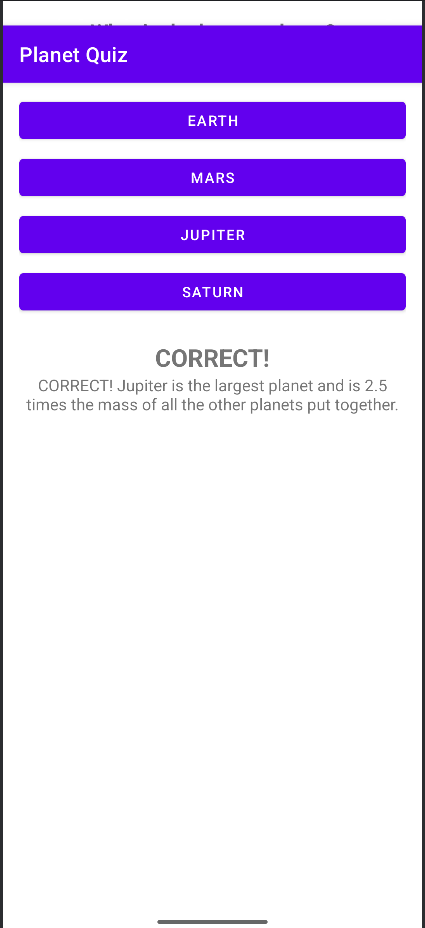 Planet Quiz
EARTH
MARS
JUPITER
SATURN
CORRECT!
CORRECT! Jupiter is the largest planet and is 2.5
times the mass of all the other planets put together.